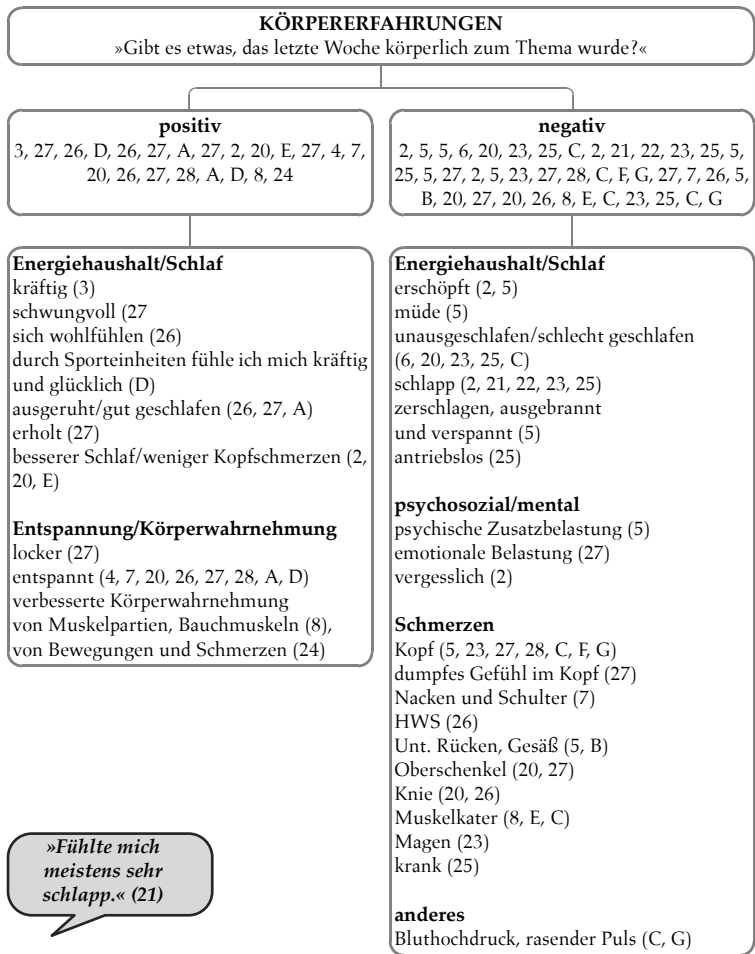 KÖRPERERFAHRUNGEN
»Gibt es etwas, das letzte Woche körperlich zum Thema wurde?«
positiv
3, 27, 26, D, 26, 27, A, 27, 2, 20, E, 27, 4, 7,
20, 26, 27, 28, A, D, 8, 24
negativ
2, 5, 5, 6, 20, 23, 25, C, 2, 21, 22, 23, 25, 5,
25, 5, 27, 2, 5, 23, 27, 28, C, F, G, 27, 7, 26, 5,
B, 20, 27, 20, 26, 8, E, C, 23, 25, C, G
Energiehaushalt/Schlaf
kräftig (3)
schwungvoll (27
sich wohlfühlen (26)
durch Sporteinheiten fühle ich mich kräftig
und glücklich (D)
ausgeruht/gut geschlafen (26, 27, A)
erholt (27)
besserer Schlaf/weniger Kopfschmerzen (2,
20, E)
Entspannung/Körperwahrnehmung
locker (27)
entspannt (4, 7, 20, 26, 27, 28, A, D)
verbesserte Körperwahrnehmung
von Muskelpartien, Bauchmuskeln (8),
von Bewegungen und Schmerzen (24)
Energiehaushalt/Schlaf
erschöpft (2, 5)
müde (5)
unausgeschlafen/schlecht geschlafen
(6, 20, 23, 25, C)
schlapp (2, 21, 22, 23, 25)
zerschlagen, ausgebrannt
und verspannt (5)
antriebslos (25)
psychosozial/mental
psychische Zusatzbelastung (5)
emotionale Belastung (27)
vergesslich (2)
Schmerzen
Kopf (5, 23, 27, 28, C, F, G)
dumpfes Gefühl im Kopf (27)
Nacken und Schulter (7)
HWS (26)
Unt. Rücken, Gesäß (5, B)
Oberschenkel (20, 27)
Knie (20, 26)
Muskelkater (8, E, C)
Magen (23)
krank (25)
anderes
Bluthochdruck, rasender Puls (C, G)
»Fühlte mich
meistens sehr
schlapp.« (21)